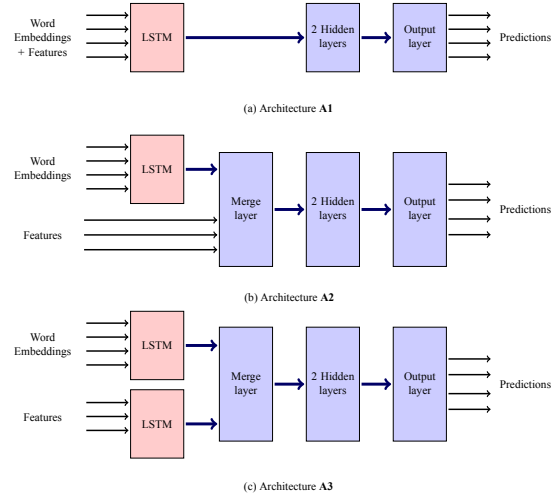 Word
Embeddings
+ Features
LSTM
2 Hidden
layers
Output
layer
Predictions
(a) Architecture A1
Word
Embeddings
LSTM
Features
Merge
layer
2 Hidden
layers
Output
layer
Predictions
(b) Architecture A2
Word
Embeddings
LSTM
Features
LSTM
Merge
layer
2 Hidden
layers
Output
layer
Predictions
(c) Architecture A3